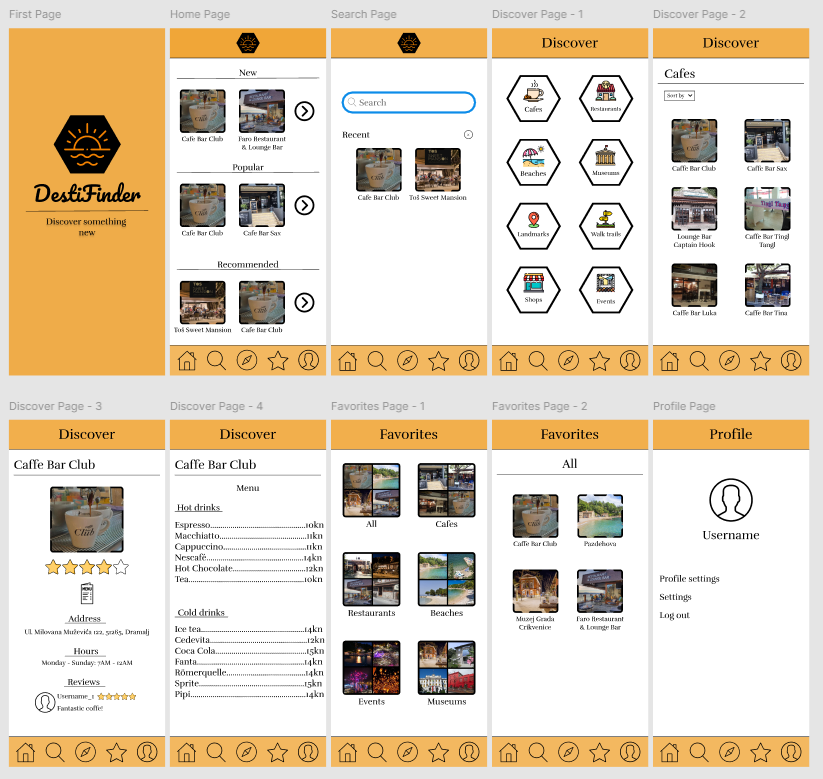 First Page
DestiFinder
Discover something
new
Home Page
New
Cafe Bar Club
Faro Restaurant
& Lounge Bar
Popular
Cafe Bar Club
Cafe Bar Sax
Recommended
Toš Sweet Mansion
Cafe Bar Club
Search Page
Search
Recent
Cafe Bar Club
Toš Sweet Mansion
Discover Page - 1
Discover
Cafes
Restaurants
Beaches
Museums
Landmarks
Walk trails
Shops
Events
Discover Page - 2
Discover
Cafes
Sort by
Caffe Bar Club
Caffe Bar Sax
Lounge Bar
Captain Hook
Caffe Bar Tingl
Tangl
Caffe Bar Luka
Caffe Bar Tina
Discover Page - 3
Discover
Caffe Bar Club
Club
MENU
Address
Ul. Milovana Muževića 122, 51265, Dramalj
Hours
Monday - Sunday: 7AM - 12AM
Reviews
Username_1
Fantastic coffe!
Discover Page - 4
Discover
Caffe Bar Club
Menu
Hot drinks
Espresso........................................10kn
Macchiatto....................................11kn
Cappuccino...................................11kn
Nescafé..........................................14kn
Hot Chocolate..............................12kn
Tea..................................................10kn
Cold drinks
Ice tea.............................................14kn
Cedevita.........................................12kn
Coca Cola......................................15kn
Fanta...............................................14kn
Römerquelle................................14kn
Sprite..............................................15kn
Pipi..................................................14kn
Favorites Page - 1
Favorites
All
Cafes
Restaurants
Beaches
Events
Museums
Favorites Page - 2
Favorites
All
Caffe Bar Club
Pazdehova
Muzej Grada
Crikvenice
Faro Restaurant
& Lounge Bar
Profile Page
Profile
Username
Profile settings
Settings
Log out